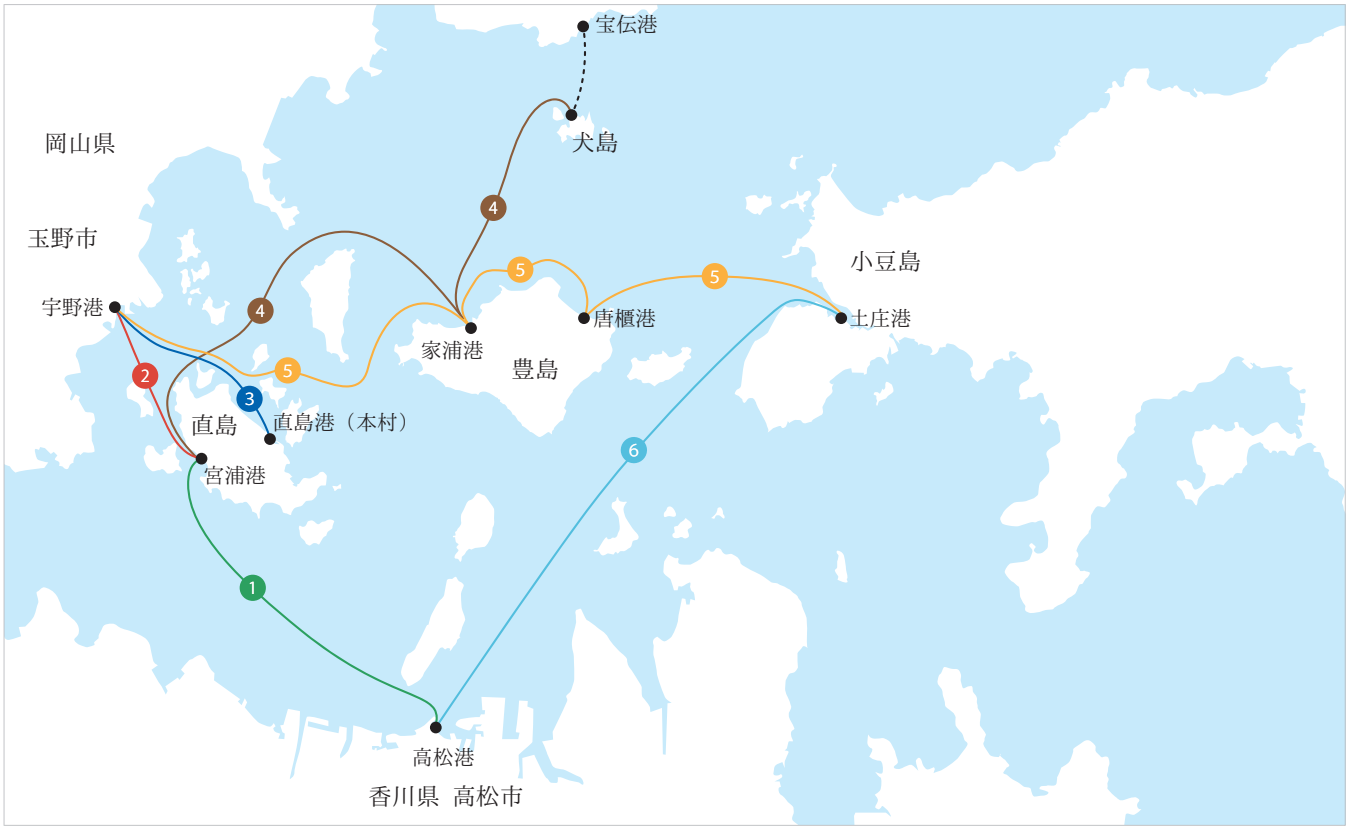 宝伝港
岡山県
犬島
4
玉野市
小豆島
5
5
宇野港
4
唐櫃港
土庄港
家浦港
豊島
2
5
3
直島
直島港（本村）
宮浦港
6
1
高松港
香川県 高松市